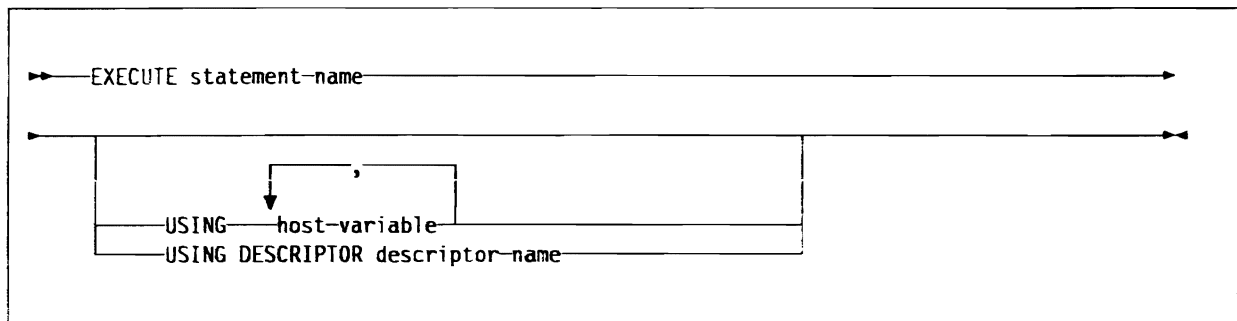 EXECUTE statement-name
,
USING host-variable
USING DESCRIPTOR descriptor-name